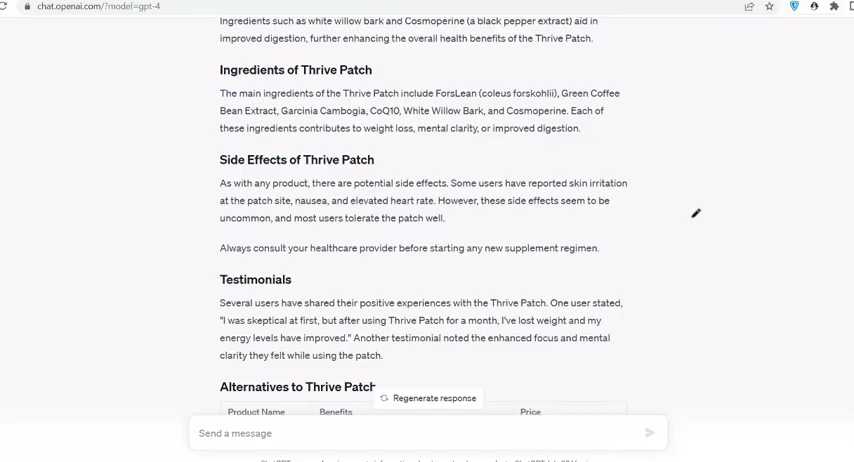 chat.openai.com/?model=gpt-4
Ingredients such as white willow bark and Cosmoperine (a black pepper extract) aid in
improved digestion, further enhancing the overall health benefits of the Thrive Patch.
Ingredients of Thrive Patch
The main ingredients of the Thrive Patch include ForsLean (coleus forskohlii), Green Coffee
Bean Extract, Garcinia Cambogia, CoQ10, White Willow Bark, and Cosmoperine. Each of
these ingredients contributes to weight loss, mental clarity, or improved digestion.
Side Effects of Thrive Patch
As with any product, there are potential side effects. Some users have reported skin irritation
at the patch site, nausea, and elevated heart rate. However, these side effects seem to be
uncommon, and most users tolerate the patch well.
Always consult your healthcare provider before starting any new supplement regimen.
Testimonials
Several users have shared their positive experiences with the Thrive Patch. One user stated,
"I was skeptical at first, but after using Thrive Patch for a month, I've lost weight and my
energy levels have improved." Another testimonial noted the enhanced focus and mental
clarity they felt while using the patch.
Alternatives to Thrive Patch
Regenerate response
Product Name Benefits Price
Send a message